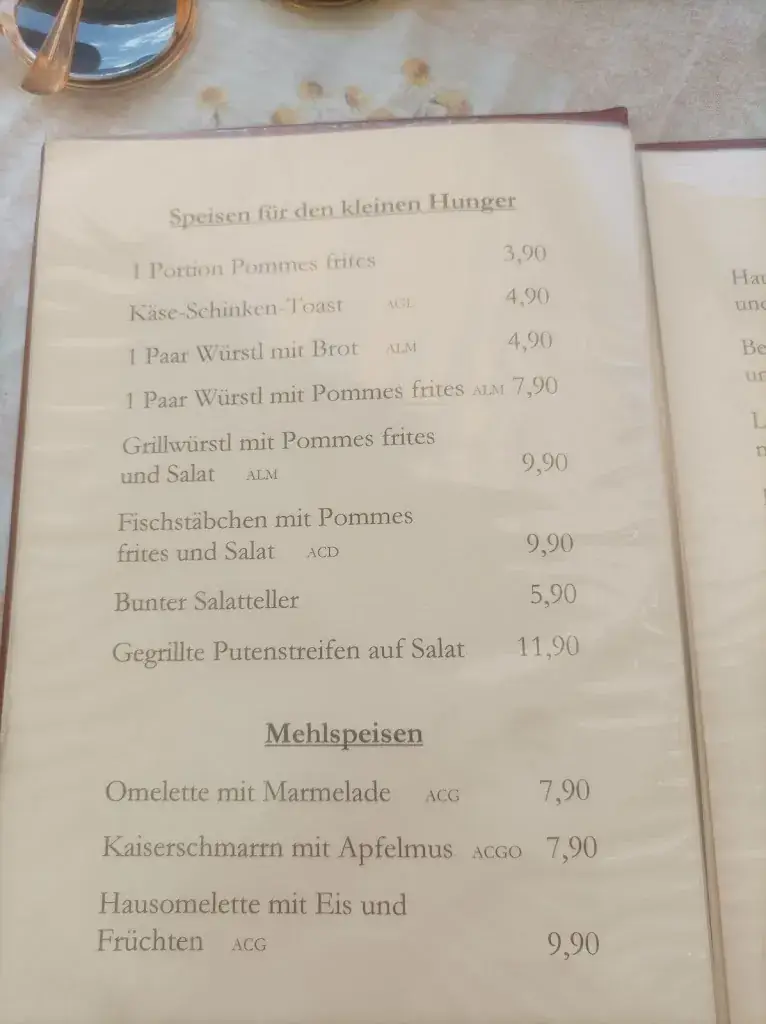 Speisen für den kleinen Hunger
1 Portion Pommes frites 3,90
Käse-Schinken-Toast AGL 4,90
1 Paar Würstl mit Brot ALM 4,90
1 Paar Würstl mit Pommes frites ALM 7,90
Grillwürstl mit Pommes frites
und Salat ALM 9,90
Fischstäbchen mit Pommes
frites und Salat ACD 9,90
Bunter Salatteller 5,90
Gegrillte Putenstreifen auf Salat 11,90
Mehlspeisen
Omelette mit Marmelade ACG 7,90
Kaiserschmarrn mit Apfelmus ACGO 7,90
Hausomelette mit Eis und
Früchten ACG 9,90